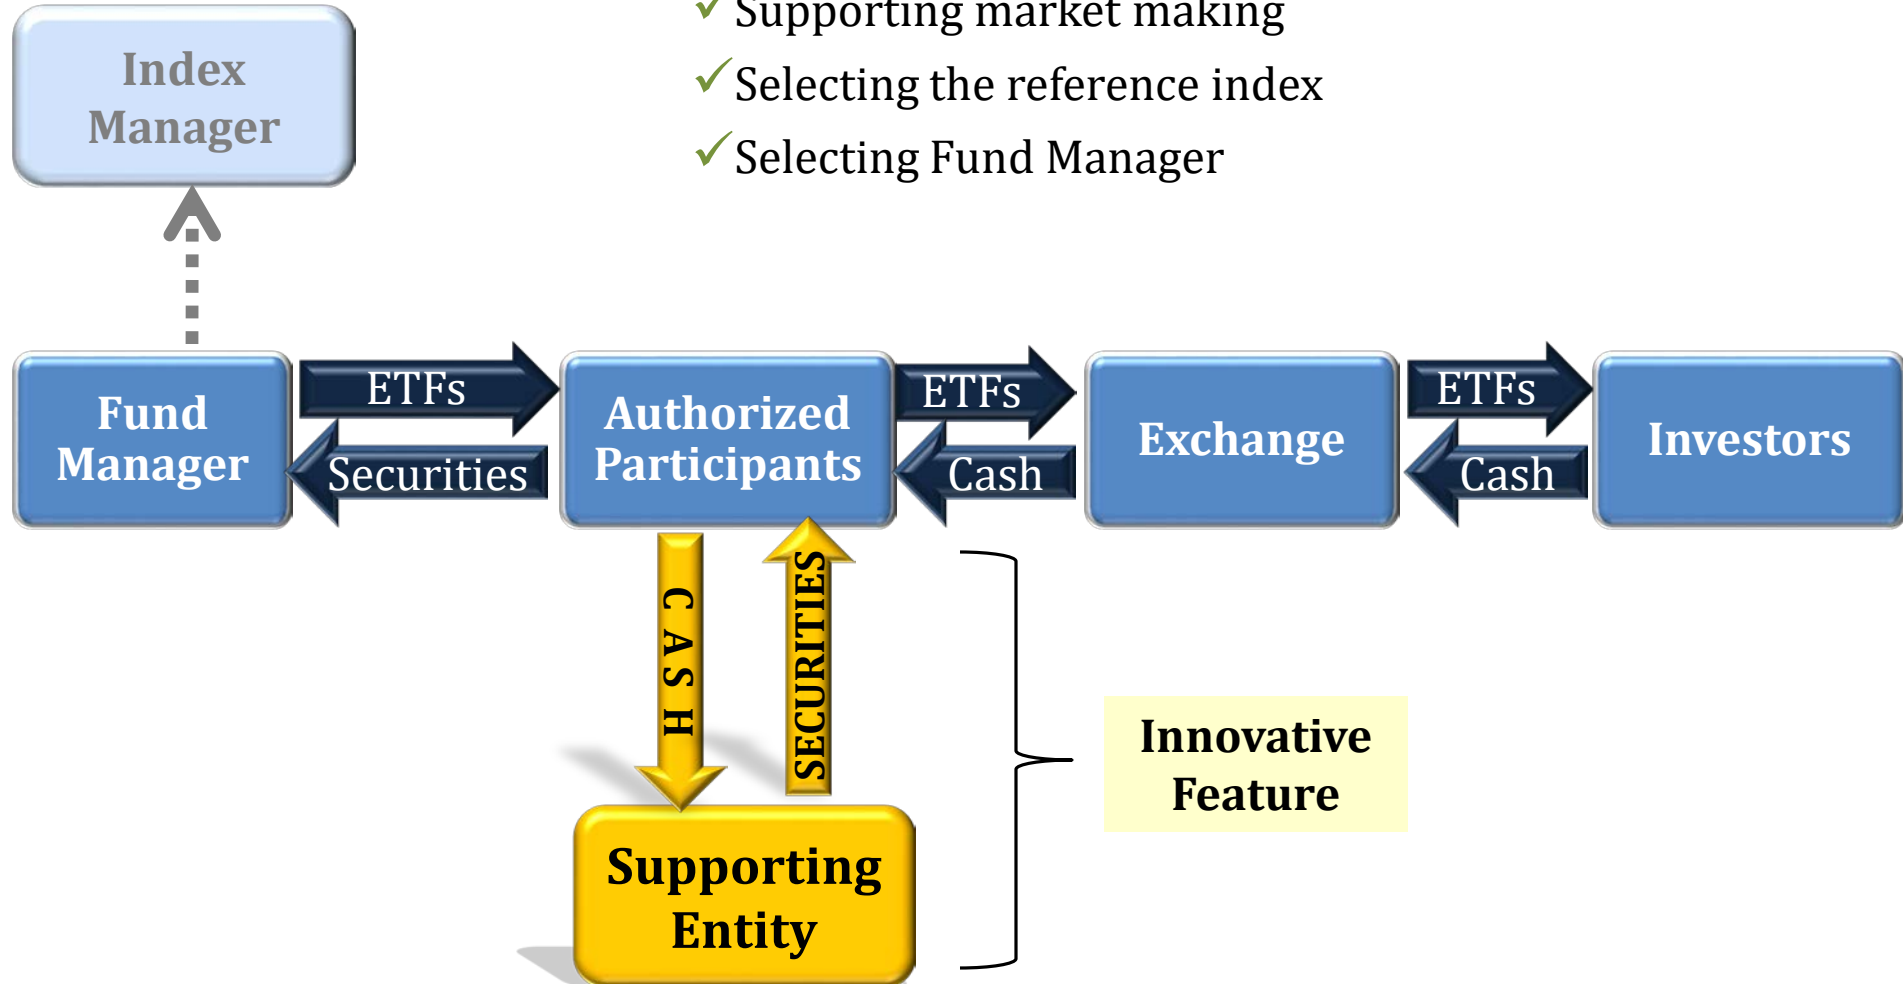 Supporting market making
Selecting the reference index
Selecting Fund Manager
Index
Manager
Fund
Manager
ETFs
Securities
Authorized
Participants
ETFs
Cash
Exchange
ETFs
Cash
Investors
CASH
SECURITIES
Supporting
Entity
Innovative
Feature